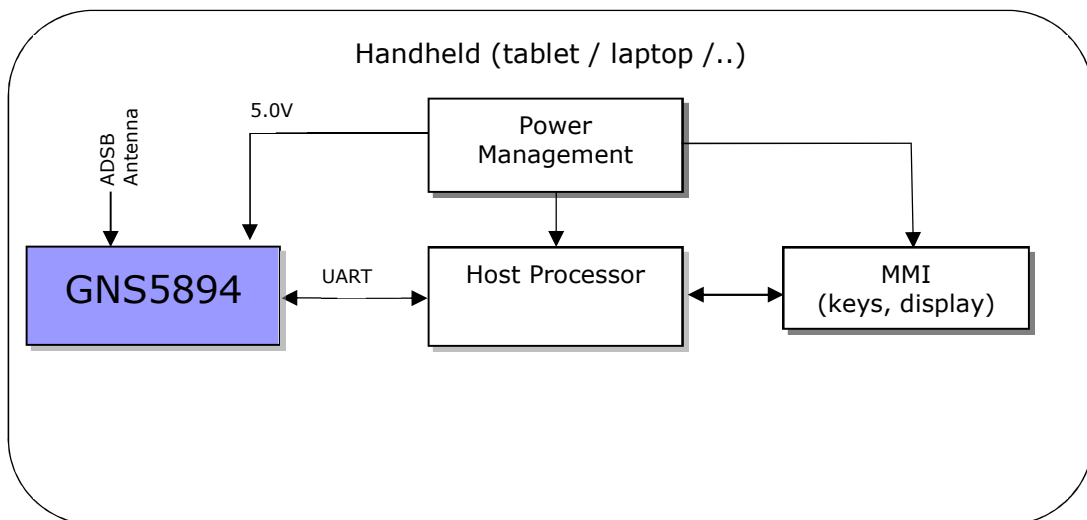 Handheld (tablet / laptop /..)
5.0V
Power
Management
ADSB
Antenna
GNS5894
UART
Host Processor
MMI
(keys, display)